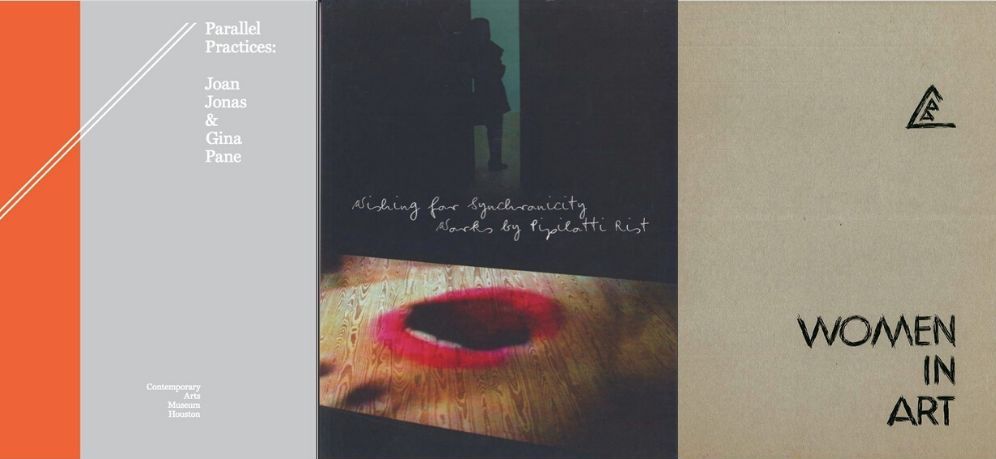 Parallel
Practices:
Joan
Jonas
&
Gina
Pane
Contemporary
Arts
Museum
Houston
Wishing for Synchronicity
Works by Pipilotti Rist
WOMEN
IN
ART